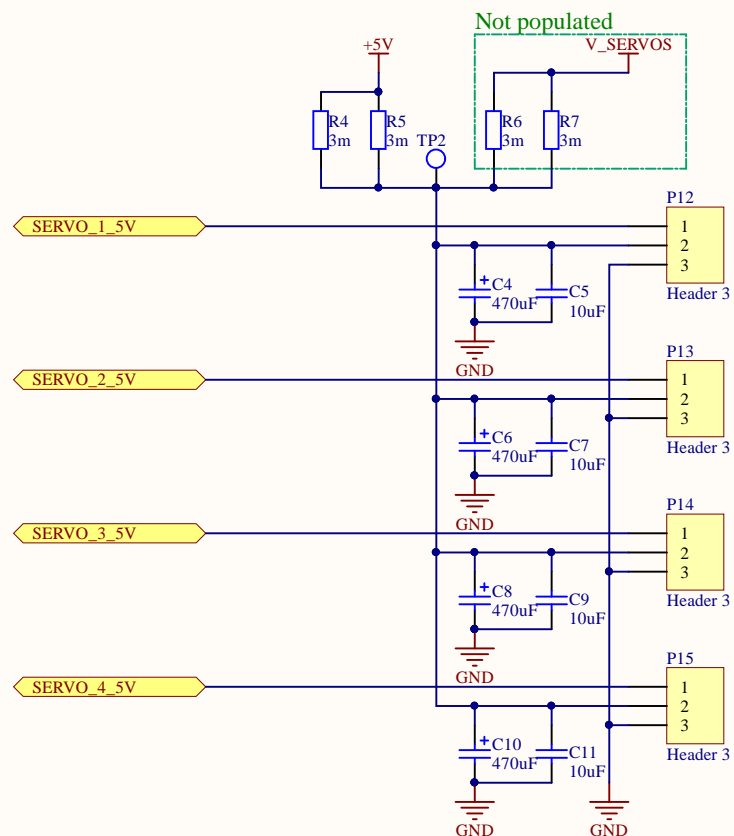 Not populated
+5V
V_SERVOS
R4
3m
R5
3m
TP2
R6
3m
R7
3m
P12
SERVO_1_5V
1
2
3
C4
470uF
C5
10uF
Header 3
GND
P13
SERVO_2_5V
1
2
3
C6
470uF
C7
10uF
Header 3
GND
P14
SERVO_3_5V
1
2
3
C8
470uF
C9
10uF
Header 3
GND
P15
SERVO_4_5V
1
2
3
C10
470uF
C11
10uF
Header 3
GND
GND